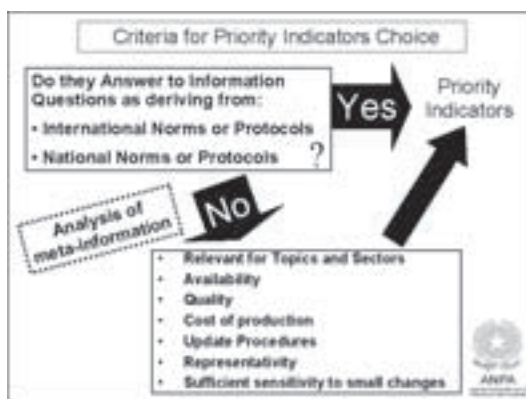 Criteria for Priority Indicators Choice
Do they Answer to Information
Questions as deriving from:
• International Norms or Protocols
• National Norms or Protocols ?
Yes
Priority
Indicators
No
Analysis of
meta-information
• Relevant for Topics and Sectors
• Availability
• Quality
• Cost of production
• Update Procedures
• Representativity
• Sufficient sensitivity to small changes
ANPA